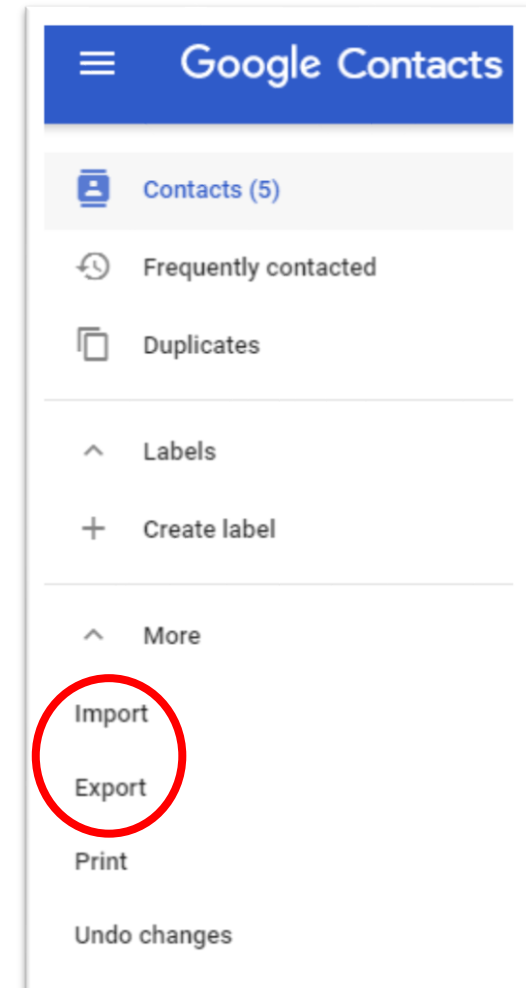 Google Contacts
Contacts (5)
Frequently contacted
Duplicates
Labels
Create label
More
Import
Export
Print
Undo changes